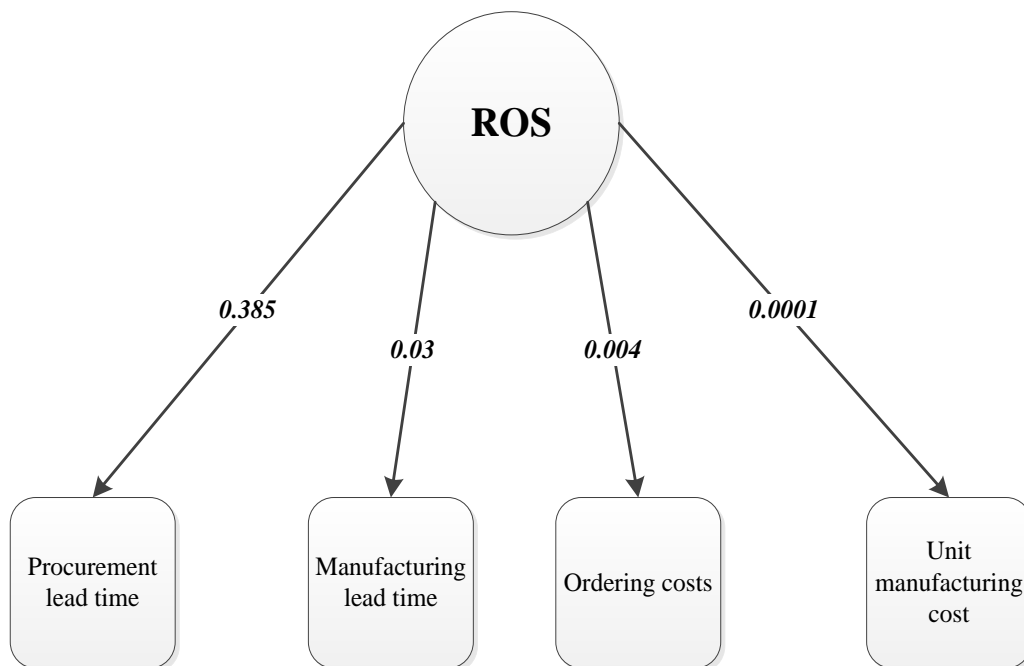 ROS
0.385
0.0001
0.03
0.004
Procurement
lead time
Manufacturing
lead time
Ordering costs
Unit
manufacturing
cost